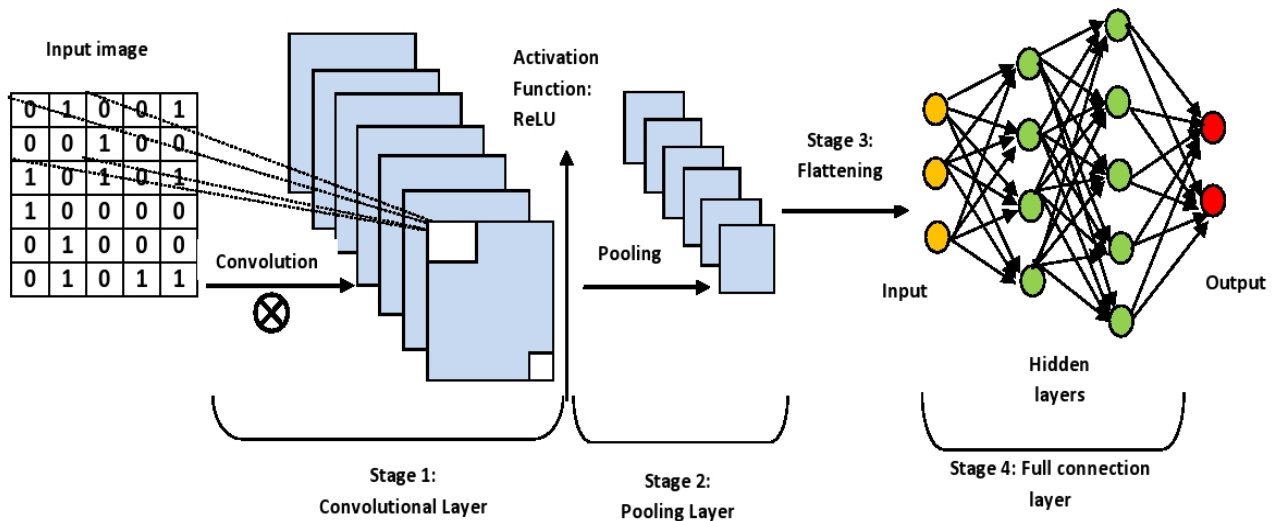 Input image
0 1 0 0 1
0 0 1 0 0
1 0 1 0 1
1 0 0 0 0
0 1 0 0 0
0 1 0 1 1
Convolution
Activation
Function:
ReLU
Pooling
Stage 3:
Flattening
Input
Hidden
layers
Output
Stage 1:
Convolutional Layer
Stage 2:
Pooling Layer
Stage 4: Full connection
layer